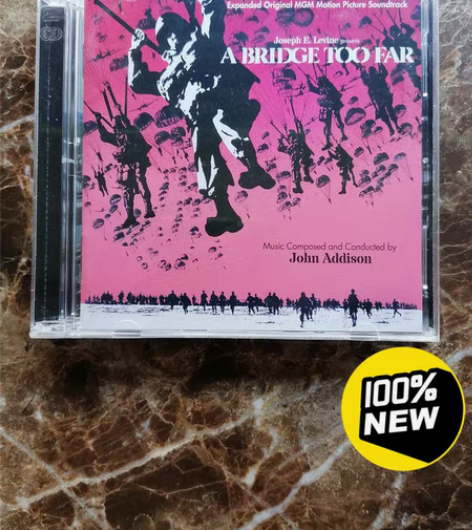 Expanded Original MGM Motion Picture Soundtrack
Joseph E. Levine presents
A BRIDGE TOO FAR
Music Composed and Conducted by
John Addison
100%
NEW